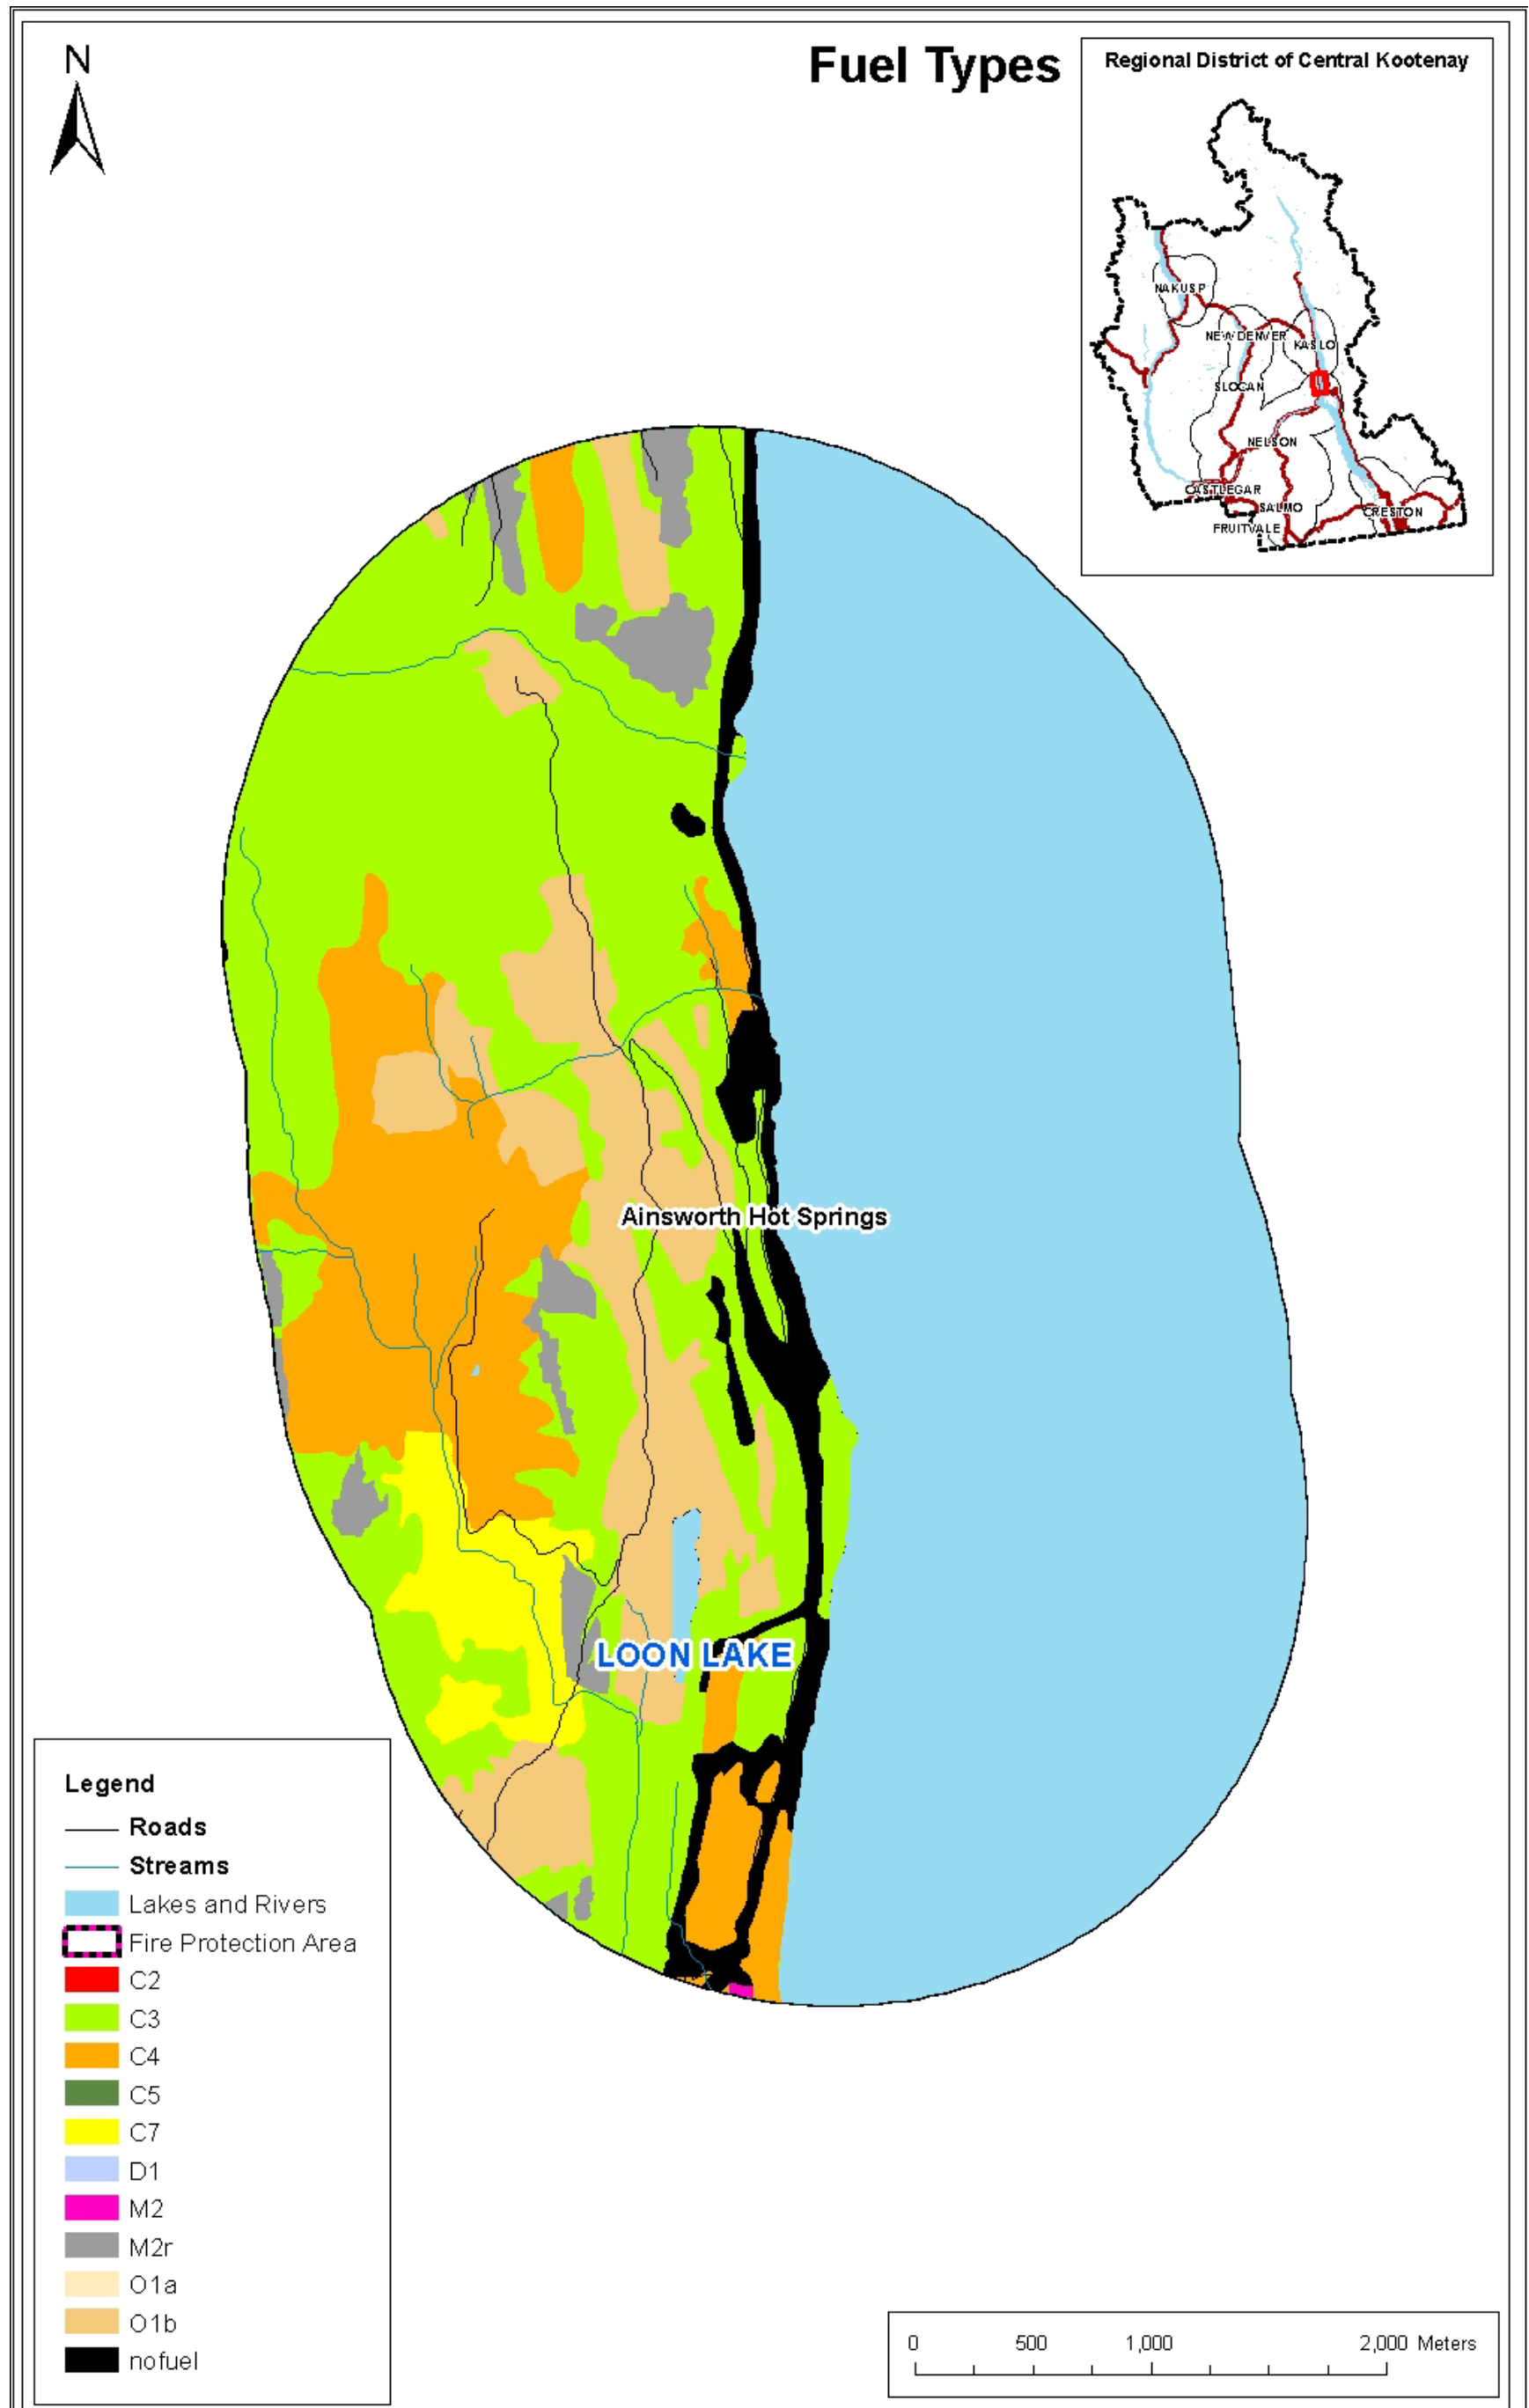 N
Fuel Types
Regional District of Central Kootenay
NAKUSP
NEW DENVER
KASLO
SLOCAN
NELSON
CASTLEGAR
SALMO
CRESTON
FRUITVALE
Ainsworth Hot Springs
LOON LAKE
Legend
Roads
Streams
Lakes and Rivers
Fire Protection Area
C2
C3
C4
C5
C7
D1
M2
M2r
O1a
O1b
nofuel
0 500 1,000 2,000 Meters